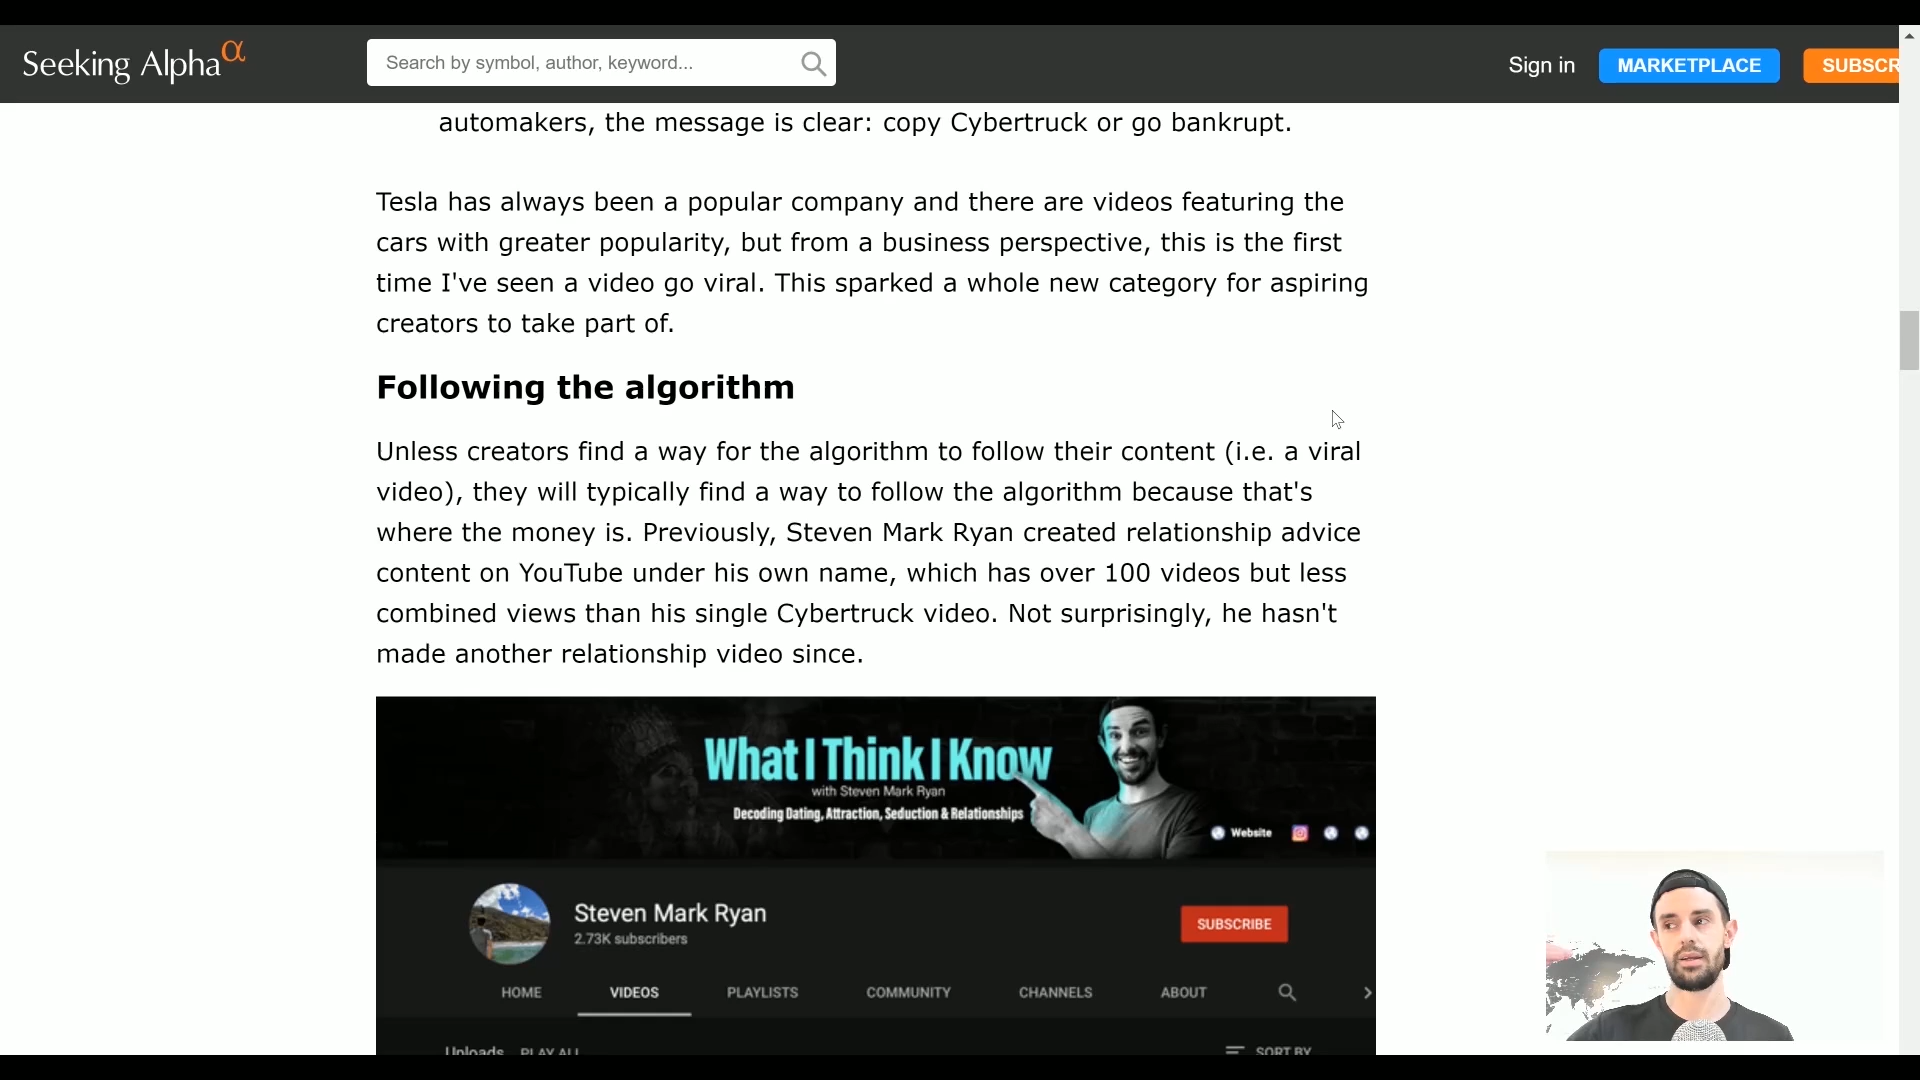 Seeking Alpha α
Search by symbol, author, keyword...
Sign in
MARKETPLACE
SUBSCR
automakers, the message is clear: copy Cybertruck or go bankrupt.
Tesla has always been a popular company and there are videos featuring the
cars with greater popularity, but from a business perspective, this is the first
time I've seen a video go viral. This sparked a whole new category for aspiring
creators to take part of.
Following the algorithm
Unless creators find a way for the algorithm to follow their content (i.e. a viral
video), they will typically find a way to follow the algorithm because that's
where the money is. Previously, Steven Mark Ryan created relationship advice
content on YouTube under his own name, which has over 100 videos but less
combined views than his single Cybertruck video. Not surprisingly, he hasn't
made another relationship video since.
What I Think I Know
with Steven Mark Ryan
Decoding Dating, Attraction, Seduction & Relationships
Website
Steven Mark Ryan
2.73K subscribers
SUBSCRIBE
HOME
VIDEOS
PLAYLISTS
COMMUNITY
CHANNELS
ABOUT
Uploads
PLAY ALL
SORT BY